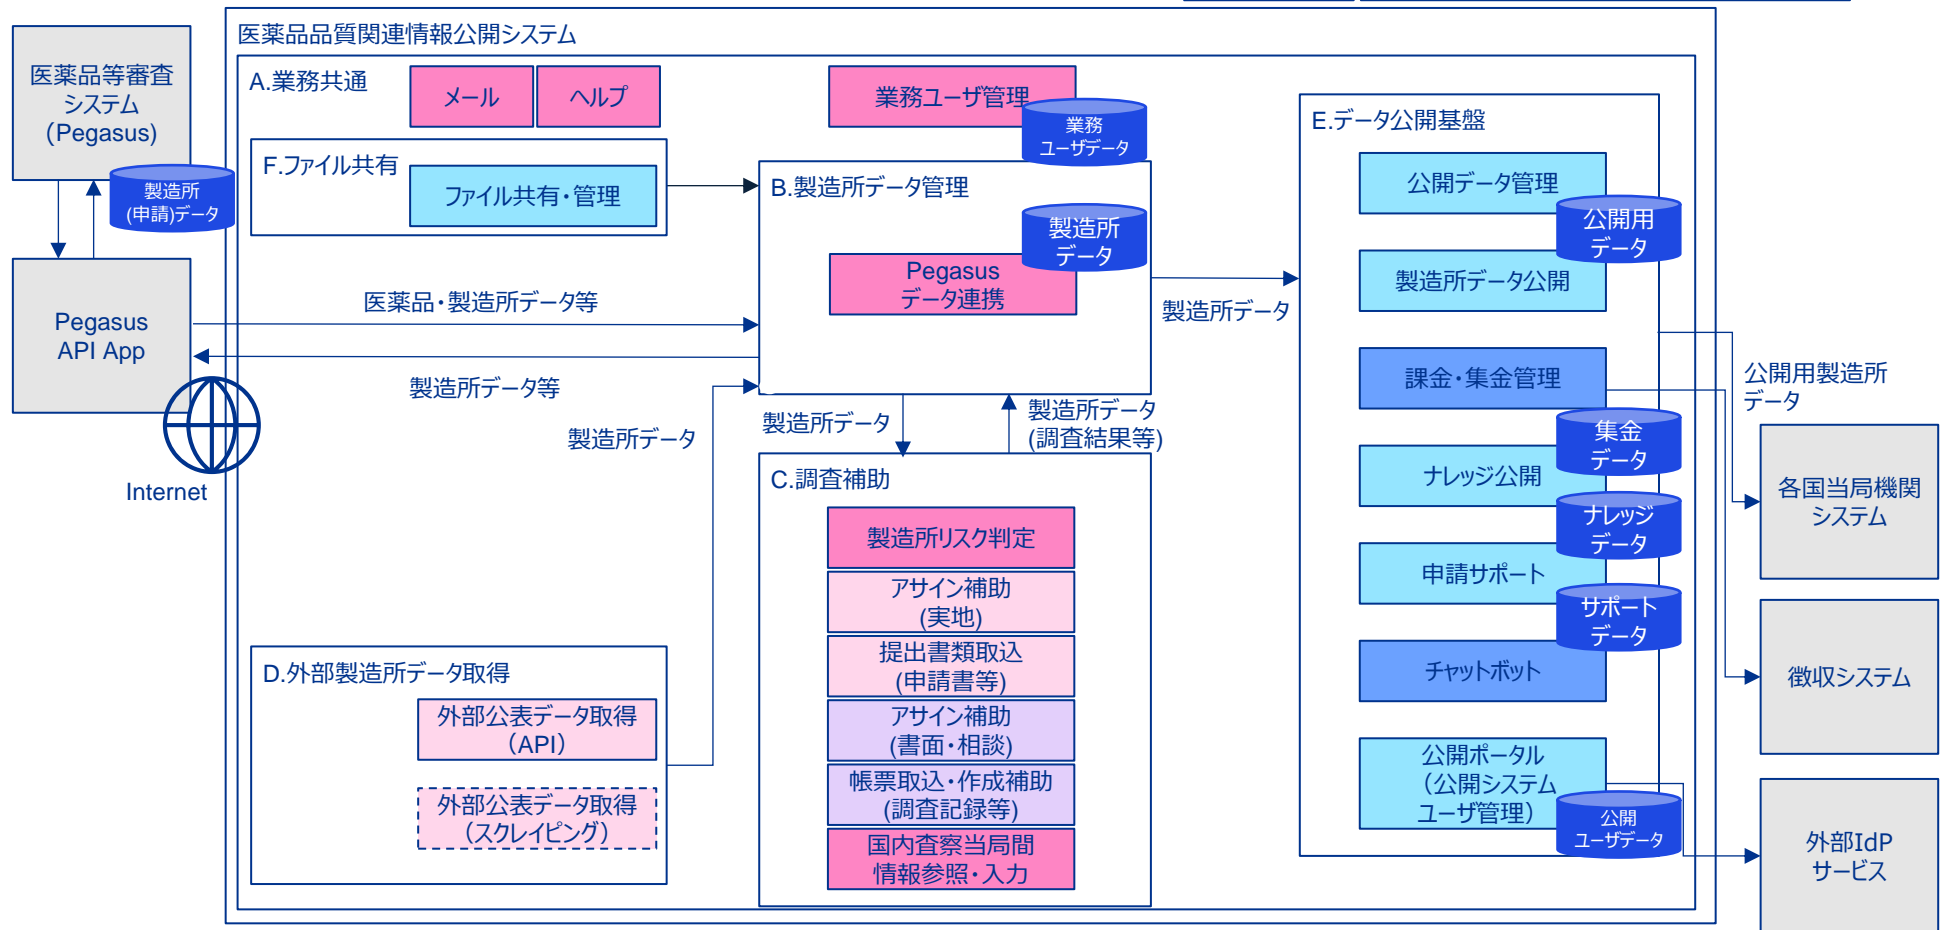 医薬品品質関連情報公開システム
医薬品等審査
システム
(Pegasus)
製造所
(申請)データ
Pegasus
API App
Internet
A.業務共通
メール
ヘルプ
業務ユーザ管理
業務
ユーザデータ
F.ファイル共有
ファイル共有・管理
B.製造所データ管理
製造所
データ
Pegasus
データ連携
医薬品・製造所データ等
製造所データ等
製造所データ
製造所データ
製造所データ
(調査結果等)
製造所データ
C.調査補助
製造所リスク判定
アサイン補助
(実地)
提出書類取込
(申請書等)
アサイン補助
(書面・相談)
帳票取込・作成補助
(調査記録等)
国内査察当局間
情報参照・入力
D.外部製造所データ取得
外部公表データ取得
（API）
外部公表データ取得
（スクレイピング）
E.データ公開基盤
公開データ管理
公開用
データ
製造所データ公開
課金・集金管理
集金
データ
ナレッジ公開
ナレッジ
データ
申請サポート
サポート
データ
チャットボット
公開ポータル
（公開システム
ユーザ管理）
公開
ユーザデータ
公開用製造所
データ
各国当局機関
システム
徴収システム
外部IdP
サービス